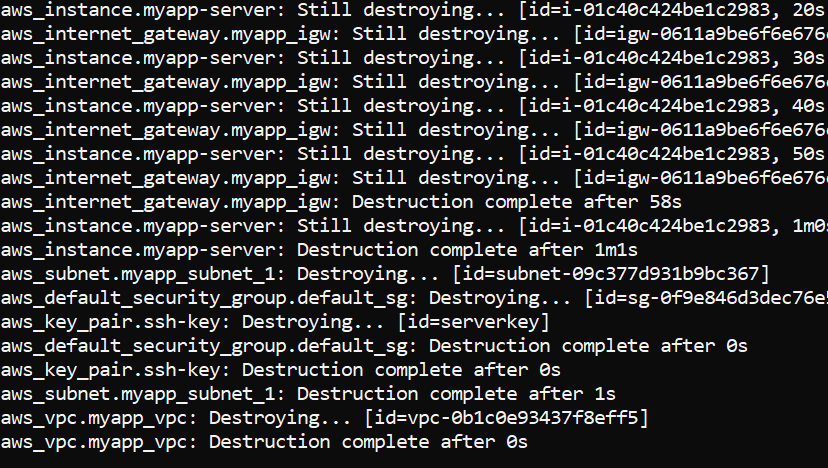 aws_instance.myapp-server: Still destroying... [id=i-01c40c424be1c2983, 20s
aws_internet_gateway.myapp_igw: Still destroying... [id=igw-0611a9be6f6e676
aws_instance.myapp-server: Still destroying... [id=i-01c40c424be1c2983, 30s
aws_internet_gateway.myapp_igw: Still destroying... [id=igw-0611a9be6f6e676
aws_instance.myapp-server: Still destroying... [id=i-01c40c424be1c2983, 40s
aws_internet_gateway.myapp_igw: Still destroying... [id=igw-0611a9be6f6e676
aws_instance.myapp-server: Still destroying... [id=i-01c40c424be1c2983, 50s
aws_internet_gateway.myapp_igw: Still destroying... [id=igw-0611a9be6f6e676
aws_internet_gateway.myapp_igw: Destruction complete after 58s
aws_instance.myapp-server: Still destroying... [id=i-01c40c424be1c2983, 1m0s
aws_instance.myapp-server: Destruction complete after 1m1s
aws_subnet.myapp_subnet_1: Destroying... [id=subnet-09c377d931b9bc367]
aws_default_security_group.default_sg: Destroying... [id=sg-0f9e846d3dec76e5
aws_key_pair.ssh-key: Destroying... [id=serverkey]
aws_default_security_group.default_sg: Destruction complete after 0s
aws_key_pair.ssh-key: Destruction complete after 0s
aws_subnet.myapp_subnet_1: Destruction complete after 1s
aws_vpc.myapp_vpc: Destroying... [id=vpc-0b1c0e93437f8eff5]
aws_vpc.myapp_vpc: Destruction complete after 0s